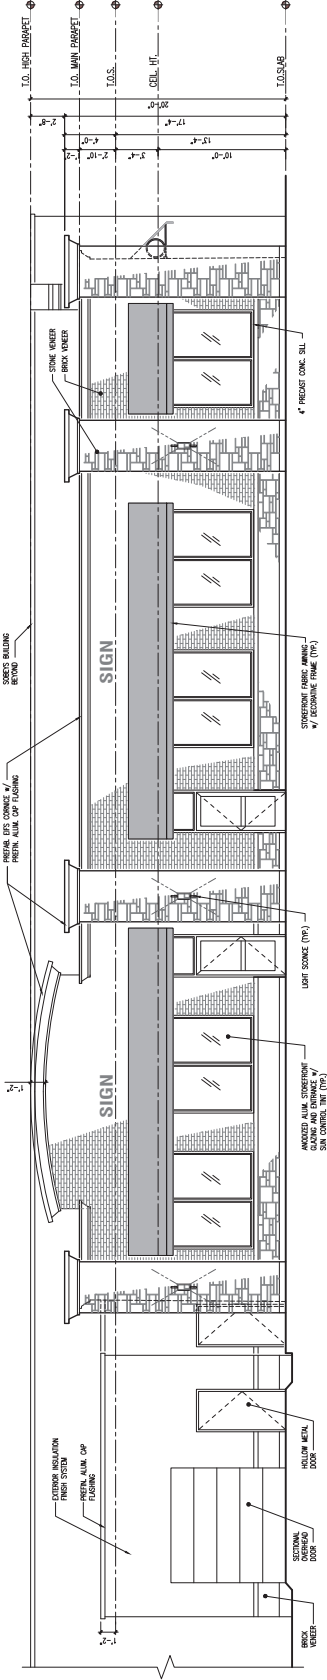 PREFAB. EIFS CORNICE w/
PREFIN. ALUM. CAP FLASHING
SOBEYS BUILDING
BEYOND
T.O. HIGH PARAPET
EXTERIOR INSULATION
FINISH SYSTEM
PREFIN. ALUM. CAP
FLASHING
STONE VENEER
BRICK VENEER
T.O. MAIN PARAPET
T.O.S.
CEIL. HT.
T.O.SLAB
1'-2"
1'-2"
SIGN
SIGN
2'-8"
17'-4"
20'-0"
4'-0"
13'-4"
1'-2"
2'-10"
3'-4"
10'-0"
BRICK
VENEER
SECTIONAL
OVERHEAD
DOOR
HOLLOW METAL
DOOR
ANODIZED ALUM. STOREFRONT
GLAZING AND ENTRANCE w/
SUN CONTROL TINT (TYP.)
LIGHT SCONCE (TYP.)
STOREFRONT FABRIC AWNING
w/ DECORATIVE FRAME (TYP.)
4" PRECAST CONC. SILL